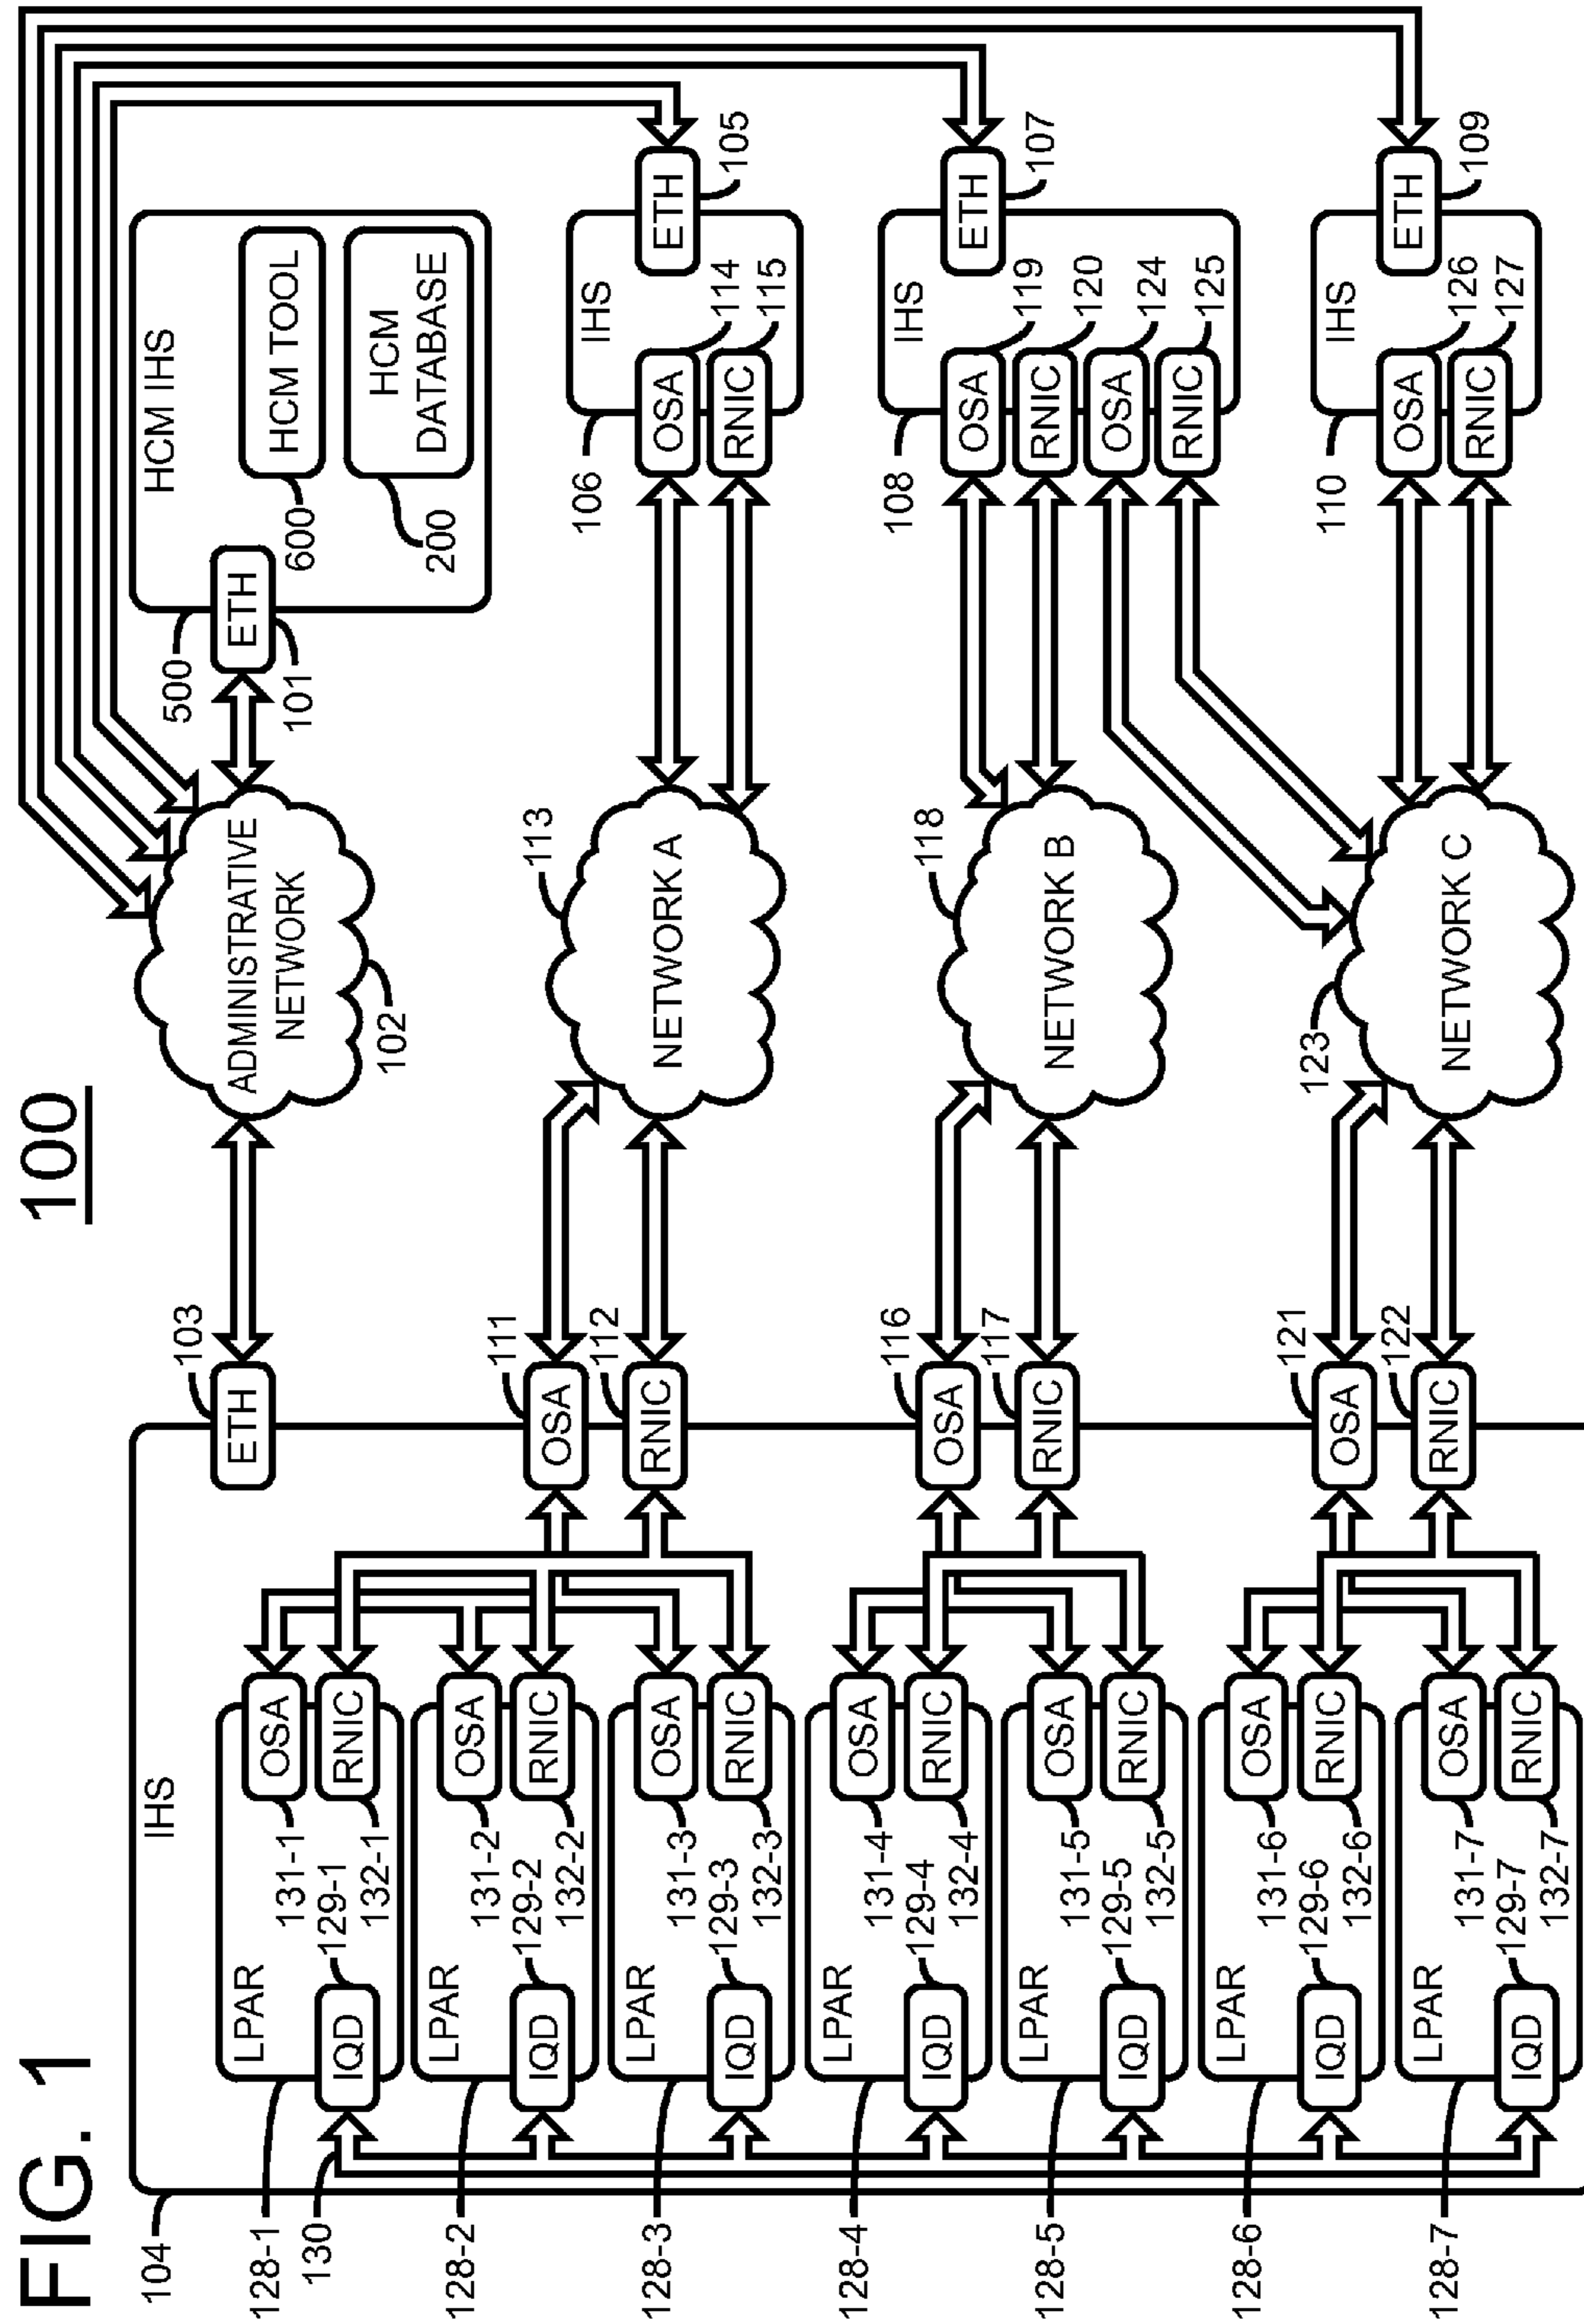 FIG. 1
100
104
IHS
128-1
LPAR
130
IQD
129-1
131-1
OSA
132-1
RNIC
128-2
LPAR
IQD
129-2
131-2
OSA
132-2
RNIC
128-3
LPAR
IQD
129-3
131-3
OSA
132-3
RNIC
128-4
LPAR
IQD
129-4
131-4
OSA
132-4
RNIC
128-5
LPAR
IQD
129-5
131-5
OSA
132-5
RNIC
128-6
LPAR
IQD
129-6
131-6
OSA
132-6
RNIC
128-7
LPAR
IQD
129-7
131-7
OSA
132-7
RNIC
103
ETH
111
OSA
112
RNIC
116
OSA
117
RNIC
121
OSA
122
RNIC
ADMINISTRATIVE
NETWORK
102
113
NETWORK A
118
NETWORK B
123
NETWORK C
500
ETH
101
HCM IHS
600
HCM TOOL
200
HCM
DATABASE
106
IHS
ETH
105
OSA
114
RNIC
115
108
IHS
ETH
107
OSA
119
RNIC
120
OSA
124
RNIC
125
110
IHS
ETH
109
OSA
126
RNIC
127